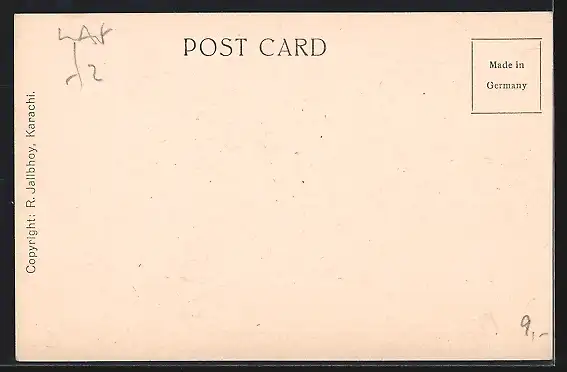 POST CARD
Made in
Germany
Copyright: R. Jallbhoy, Karachi.
9,-